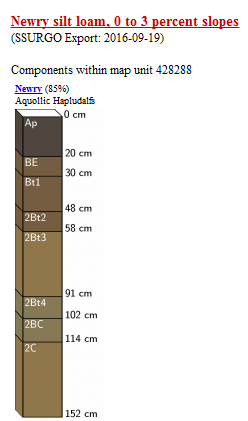 Newry silt loam, 0 to 3 percent slopes
(SSURGO Export: 2016-09-19)
Components within map unit 428288
Newry (85%)
Aquollic Hapludalfs
0 cm
Ap
20 cm
BE
30 cm
Bt1
48 cm
2Bt2
58 cm
2Bt3
91 cm
2Bt4
102 cm
2BC
114 cm
2C
152 cm